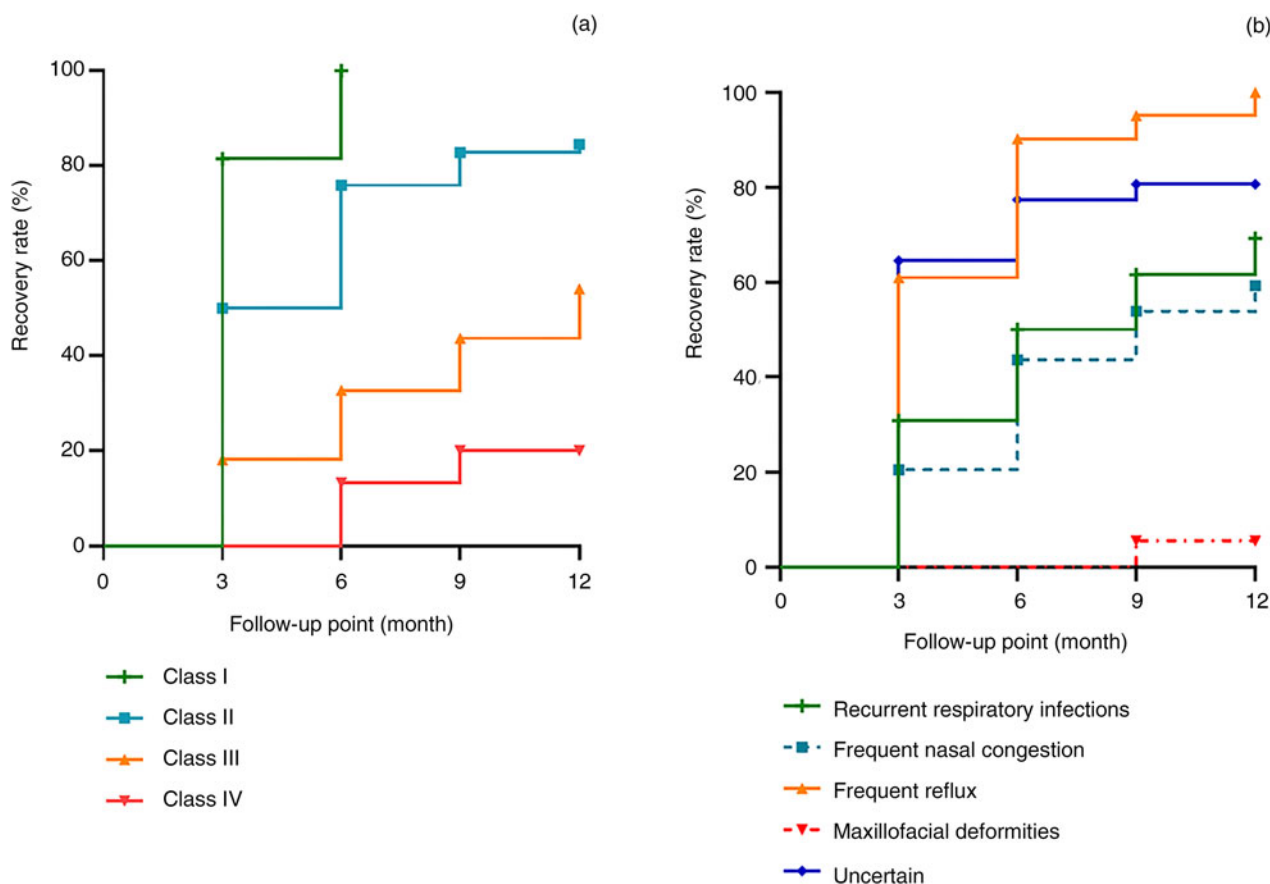 (a)
100
80
60
40
20
0
Recovery rate (%)
0 3 6 9 12
Follow-up point (month)
Class I
Class II
Class III
Class IV
(b)
100
80
60
40
20
0
Recovery rate (%)
0 3 6 9 12
Follow-up point (month)
Recurrent respiratory infections
Frequent nasal congestion
Frequent reflux
Maxillofacial deformities
Uncertain